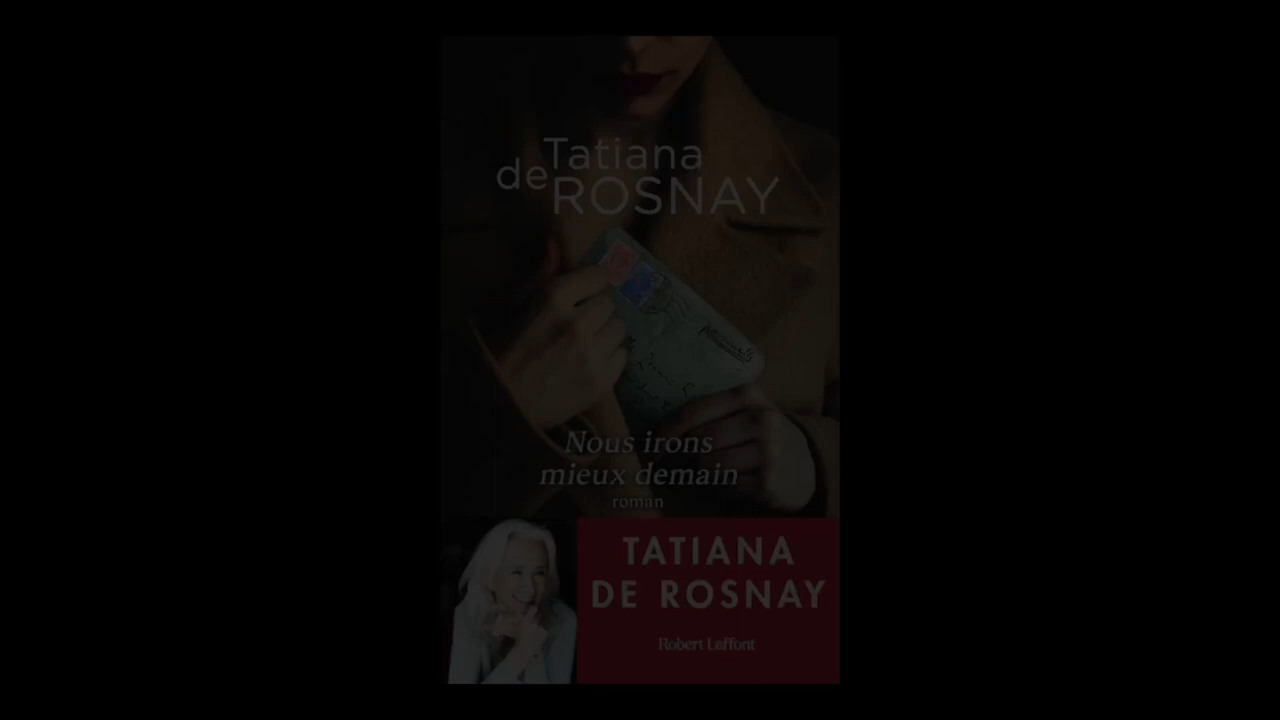 Tatiana
de ROSNAY
Nous irons
mieux demain
roman
TATIANA
DE ROSNAY
Robert Laffont